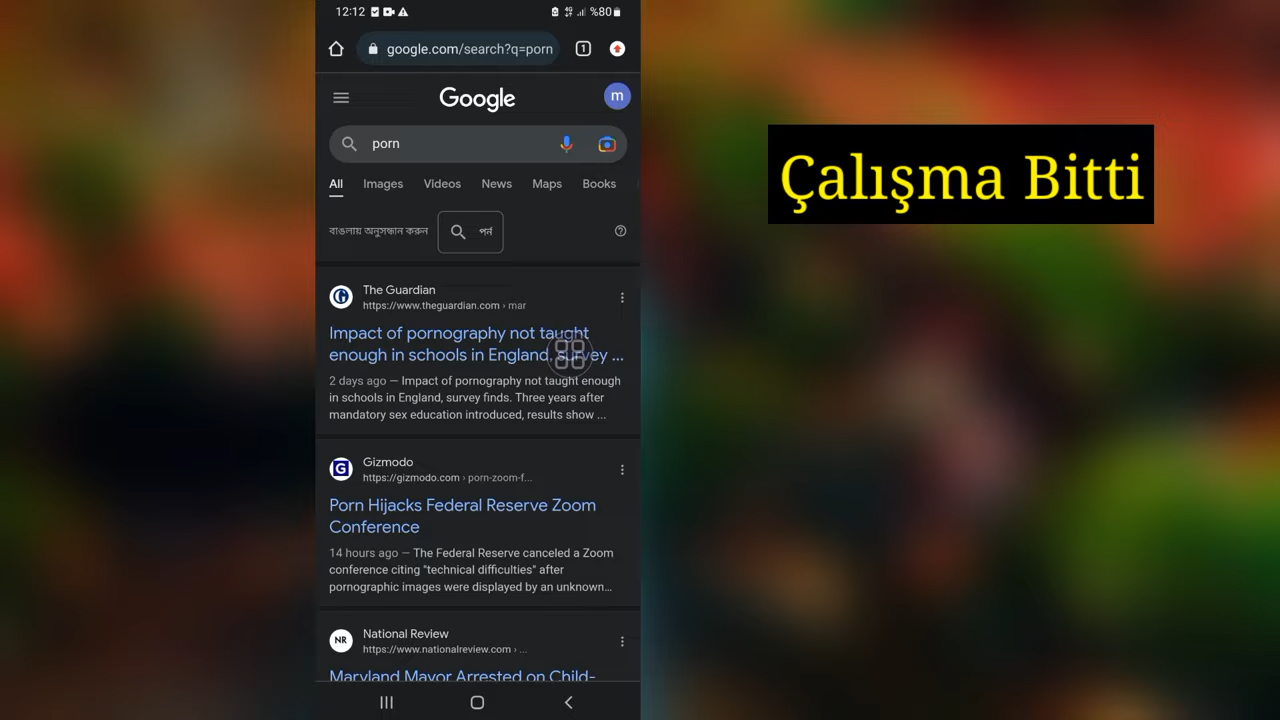 12:12
4G %80
google.com/search?q=porn
1
Google
m
porn
All Images Videos News Maps Books
বাঙলায় অনুসন্ধান করুন পর্ন
The Guardian
https://www.theguardian.com › mar
Impact of pornography not taught
enough in schools in England, survey ...
2 days ago — Impact of pornography not taught enough
in schools in England, survey finds. Three years after
mandatory sex education introduced, results show ...
G Gizmodo
https://gizmodo.com › porn-zoom-f...
Porn Hijacks Federal Reserve Zoom
Conference
14 hours ago — The Federal Reserve canceled a Zoom
conference citing "technical difficulties" after
pornographic images were displayed by an unknown...
NR National Review
https://www.nationalreview.com › ...
Maryland Mayor Arrested on Child-
Çalışma Bitti